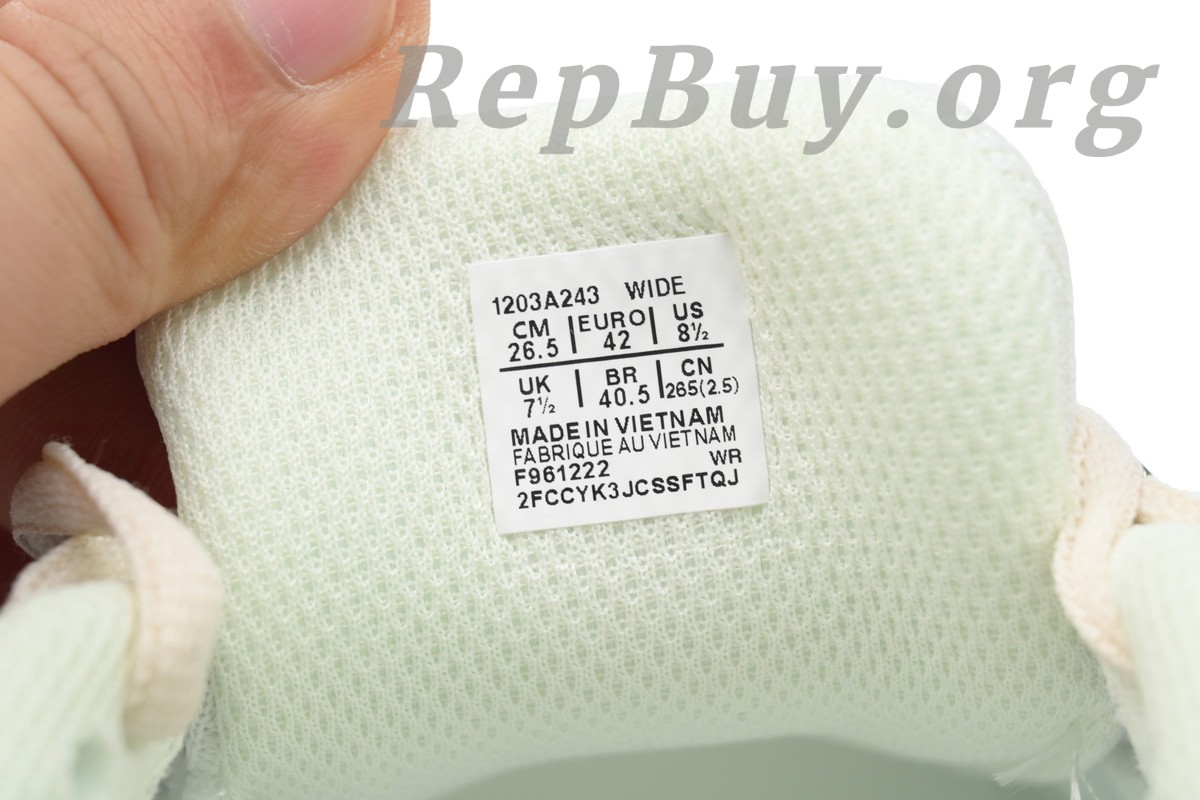 RepBuy.org
1203A243 WIDE
CM | EURO | US
26.5 | 42 | 8½
UK | BR | CN
7½ | 40.5 | 265(2.5)
MADE IN VIETNAM
FABRIQUE AU VIETNAM
F961222 WR
2FCCYK3JCSSFTQJ